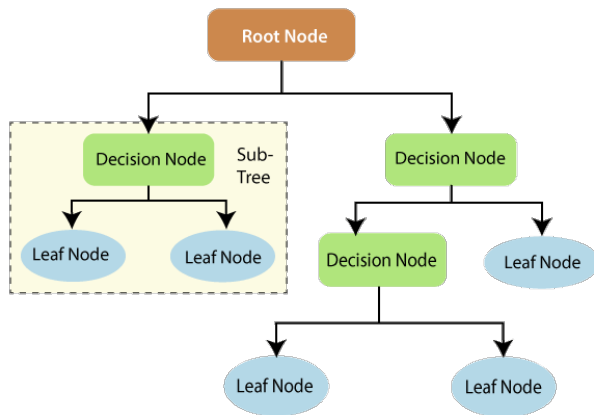 Root Node
Decision Node
Sub-
Tree
Decision Node
Leaf Node
Leaf Node
Decision Node
Leaf Node
Leaf Node
Leaf Node